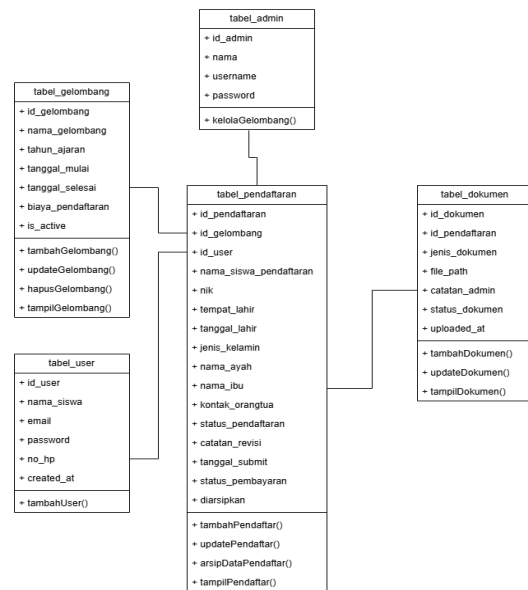 tabel_admin
+ id_admin
+ nama
+ username
+ password
+ kelolaGelombang()
tabel_gelombang
+ id_gelombang
+ nama_gelombang
+ tahun_ajaran
+ tanggal_mulai
+ tanggal_selesai
+ biaya_pendaftaran
+ is_active
+ tambahGelombang()
+ updateGelombang()
+ hapusGelombang()
+ tampilGelombang()
tabel_user
+ id_user
+ nama_siswa
+ email
+ password
+ no_hp
+ created_at
+ tambahUser()
tabel_pendaftaran
+ id_pendaftaran
+ id_gelombang
+ id_user
+ nama_siswa_pendaftaran
+ nik
+ tempat_lahir
+ tanggal_lahir
+ jenis_kelamin
+ nama_ayah
+ nama_ibu
+ kontak_orangtua
+ status_pendaftaran
+ catatan_revisi
+ tanggal_submit
+ status_pembayaran
+ diarsipkan
+ tambahPendaftar()
+ updatePendaftar()
+ arsipDataPendaftar()
+ tampilPendaftar()
tabel_dokumen
+ id_dokumen
+ id_pendaftaran
+ jenis_dokumen
+ file_path
+ catatan_admin
+ status_dokumen
+ uploaded_at
+ tambahDokumen()
+ updateDokumen()
+ tampilDokumen()